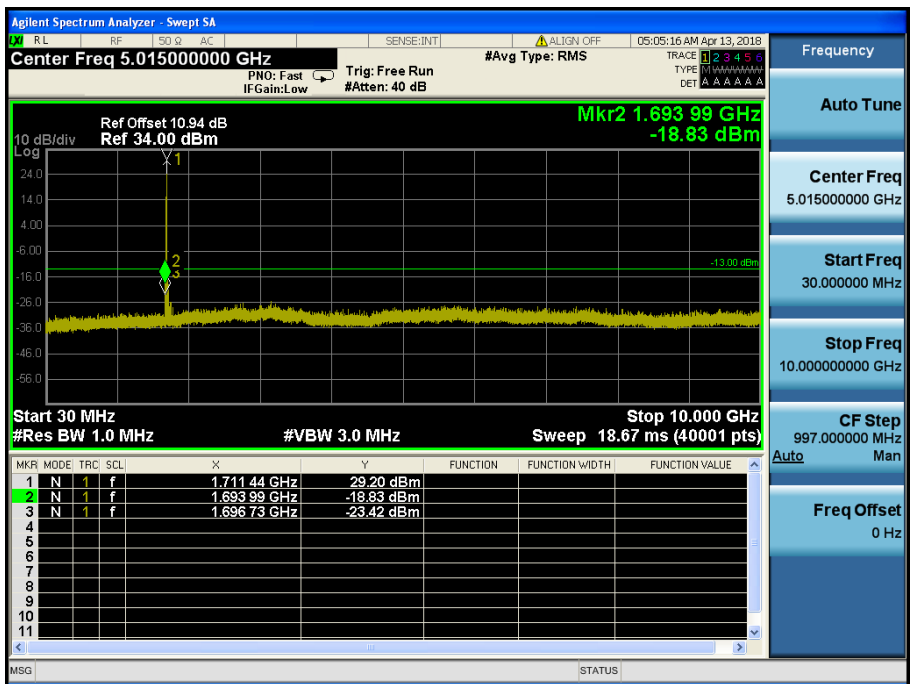 Agilent Spectrum Analyzer - Swept SA
LXI RL RF 50 Ω AC SENSE:INT ALIGN OFF 05:05:16 AM Apr 13, 2018
Center Freq 5.015000000 GHz #Avg Type: RMS TRACE 1 2 3 4 5 6
PNO: Fast Trig: Free Run TYPE M WWWWW
IFGain:Low #Atten: 40 dB DET A A A A A A
Frequency
Auto Tune
Center Freq
5.015000000 GHz
Start Freq
30.000000 MHz
Stop Freq
10.000000000 GHz
CF Step
997.000000 MHz
Auto Man
Freq Offset
0 Hz
Mkr2 1.693 99 GHz
-18.83 dBm
Ref Offset 10.94 dB
10 dB/div Ref 34.00 dBm
Log
1
24.0
14.0
4.00
-6.00
2
-13.00 dBm
3
-16.0
-26.0
-36.0
-46.0
-56.0
Start 30 MHz Stop 10.000 GHz
#Res BW 1.0 MHz #VBW 3.0 MHz Sweep 18.67 ms (40001 pts)
MKR MODE TRC SCL X Y FUNCTION FUNCTION WIDTH FUNCTION VALUE
1 N 1 f 1.711 44 GHz 29.20 dBm
2 N 1 f 1.693 99 GHz -18.83 dBm
3 N 1 f 1.696 73 GHz -23.42 dBm
4
5
6
7
8
9
10
11
MSG STATUS